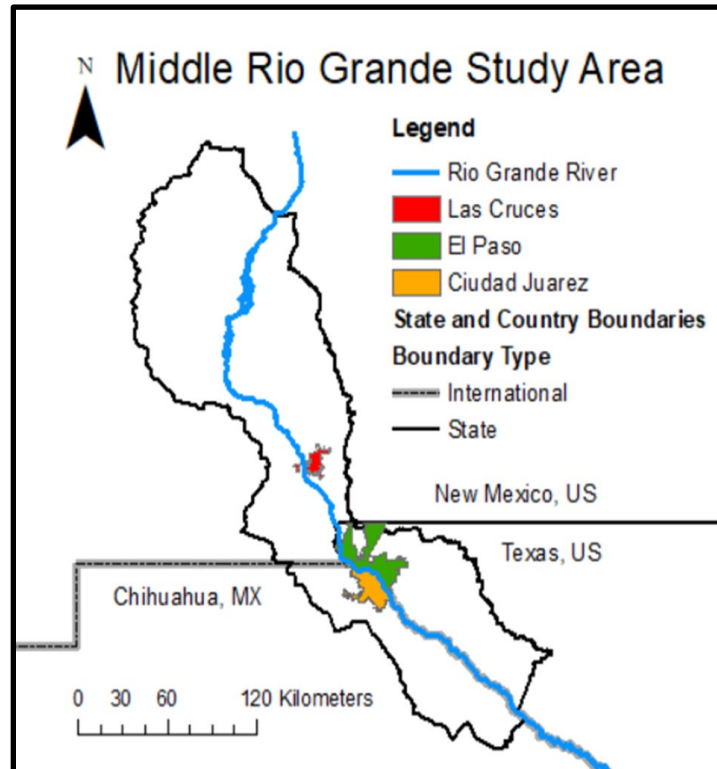 N
Middle Rio Grande Study Area
Legend
Rio Grande River
Las Cruces
El Paso
Ciudad Juarez
State and Country Boundaries
Boundary Type
International
State
New Mexico, US
Texas, US
Chihuahua, MX
0 30 60 120 Kilometers